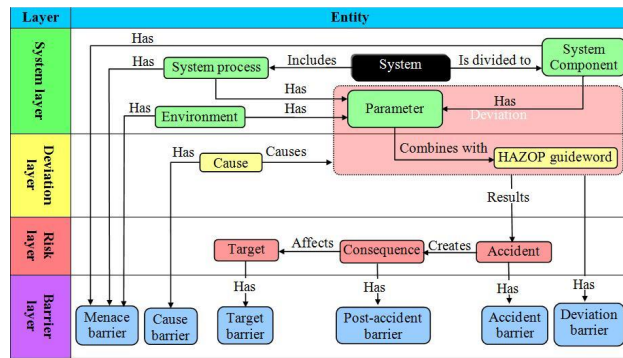 Layer
Entity
System layer
Has
System
Component
Has
System process
Includes
System
Is divided to
Has
Has
Has
Environment
Has
Parameter
Deviation
Deviation layer
Has
Cause
Causes
Combines with
HAZOP guideword
Results
Risk layer
Target
Affects
Consequence
Creates
Accident
Has
Has
Has
Has
Barrier layer
Menace
barrier
Cause
barrier
Target
barrier
Post-accident
barrier
Accident
barrier
Deviation
barrier